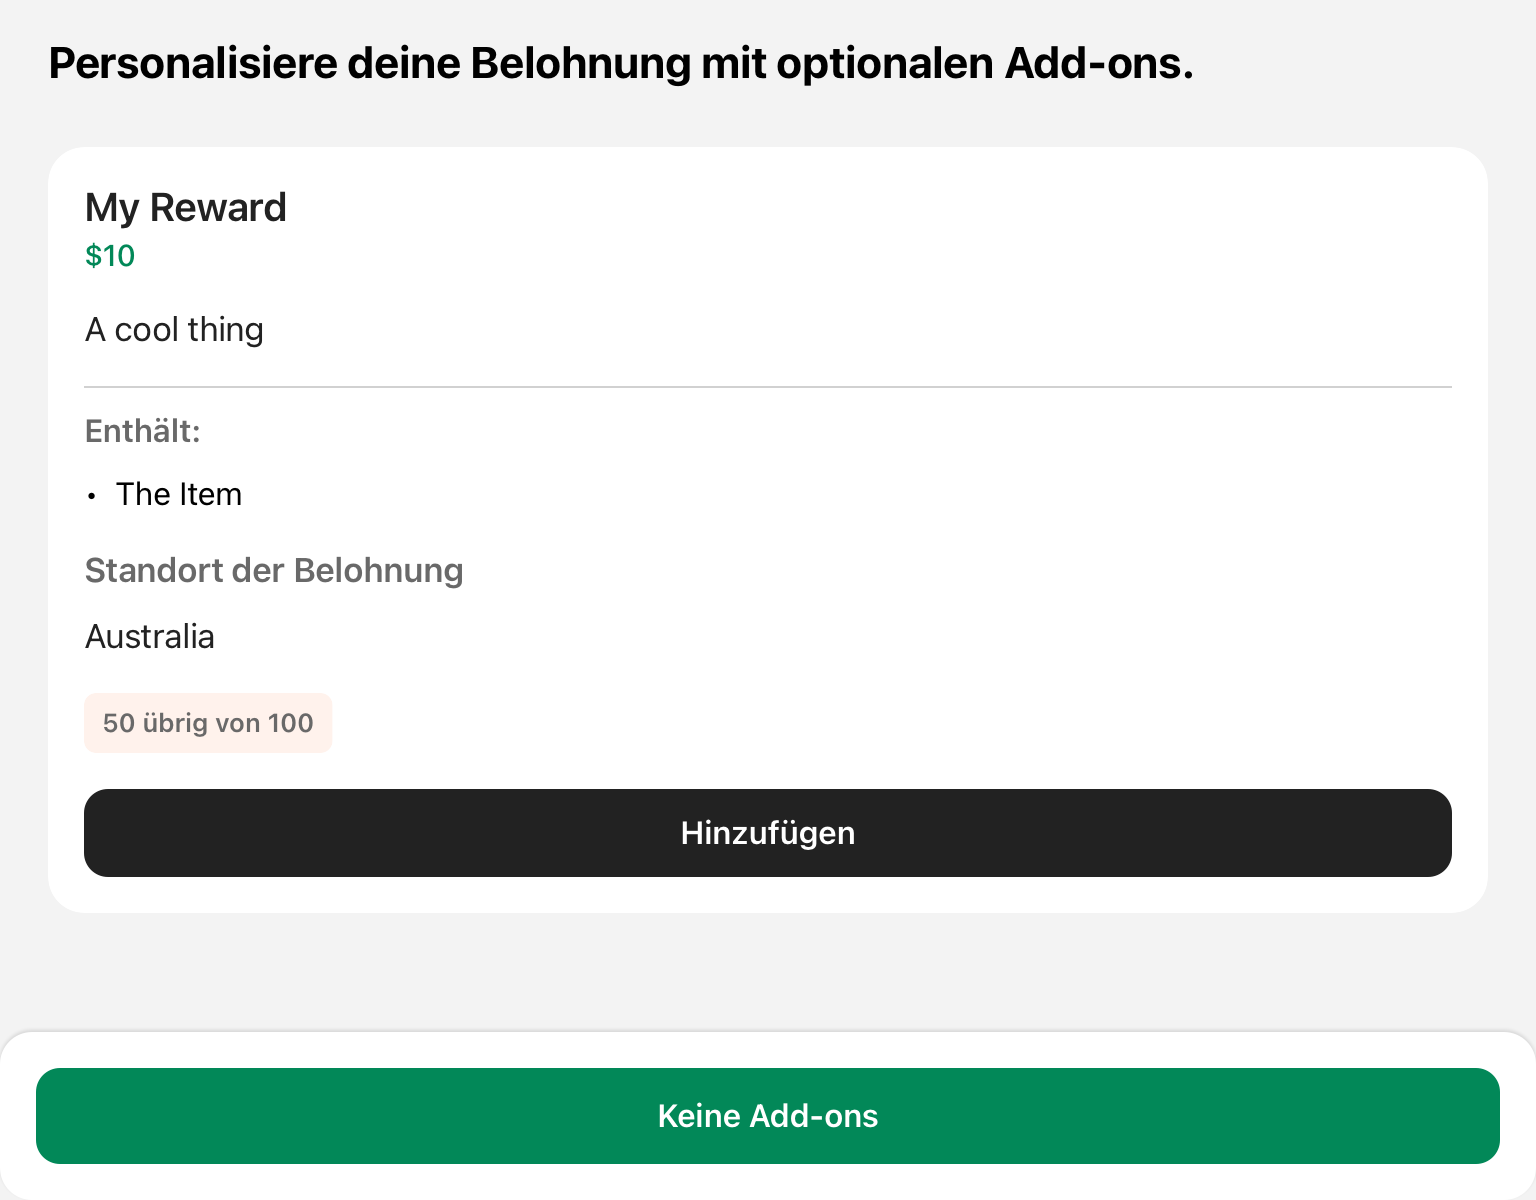 Personalisiere deine Belohnung mit optionalen Add-ons.
My Reward
$10
A cool thing
Enthält:
• The Item
Standort der Belohnung
Australia
50 übrig von 100
Hinzufügen
Keine Add-ons